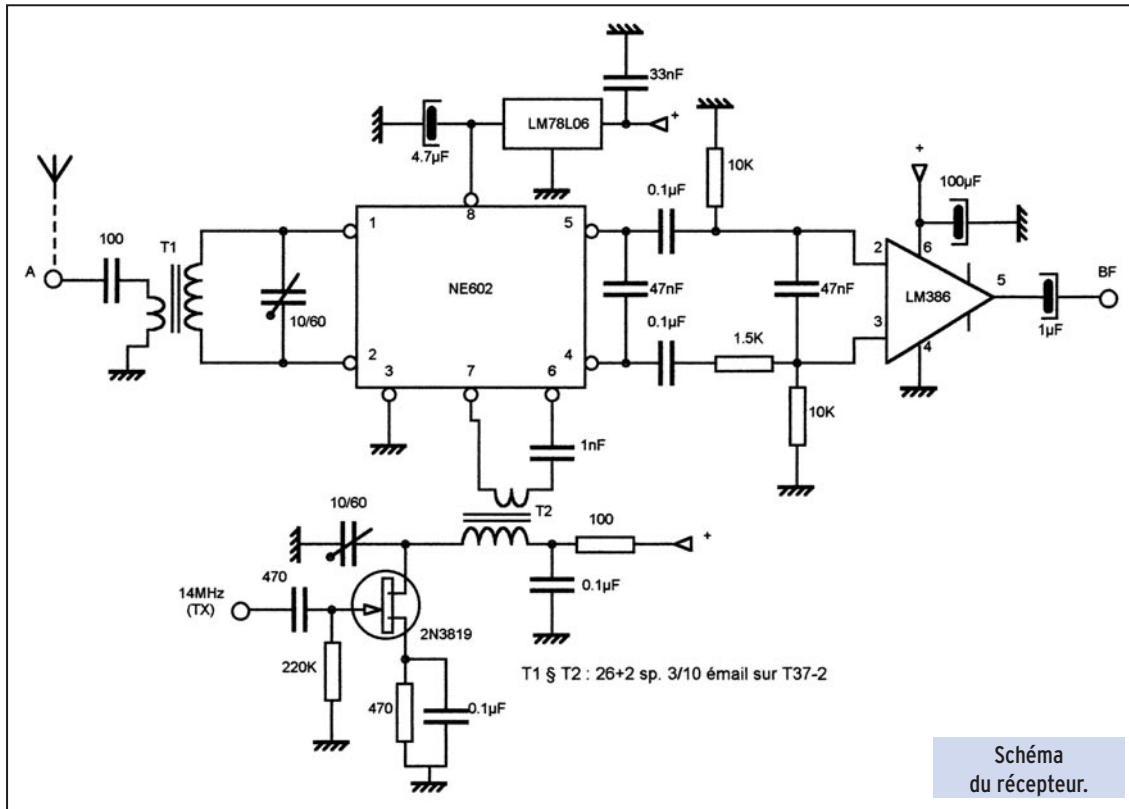 33nF
LM78L06
+
4.7µF
10K
+
100µF
0.1µF
8
1
5
6
100
T1
2
5
BF
A
NE602
47nF
47nF
LM386
10/60
0.1µF
1.5K
3
1µF
2
4
4
3
7
6
10K
1nF
10/60
T2
100
+
14MHz
(TX)
470
0.1µF
2N3819
220K
T1 § T2 : 26+2 sp. 3/10 émail sur T37-2
470
0.1µF
Schéma
du récepteur.